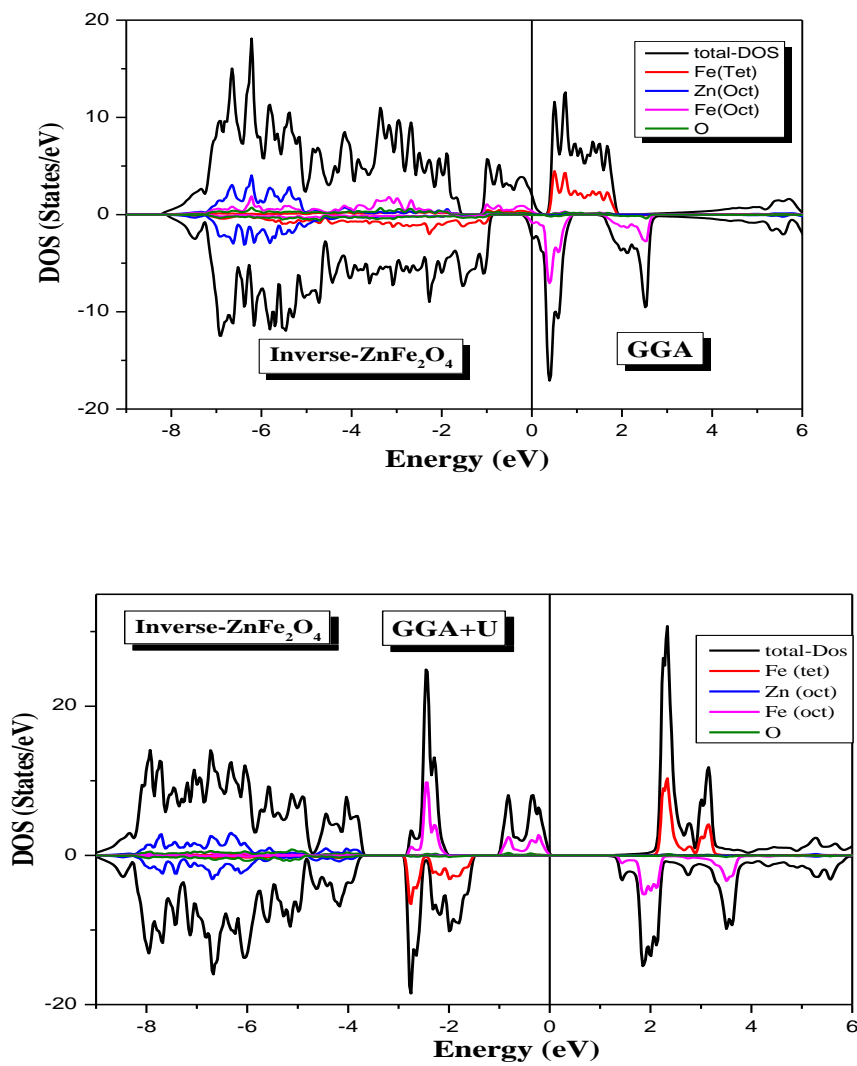 20
10
0
-10
-20
DOS (States/eV)
total-DOS
Fe(Tet)
Zn(Oct)
Fe(Oct)
O
Inverse-ZnFe₂O₄
GGA
-8
-6
-4
-2
0
2
4
6
Energy (eV)
20
0
-20
DOS (States/eV)
Inverse-ZnFe₂O₄
GGA+U
total-Dos
Fe (tet)
Zn (oct)
Fe (oct)
O
-8
-6
-4
-2
0
2
4
6
Energy (eV)